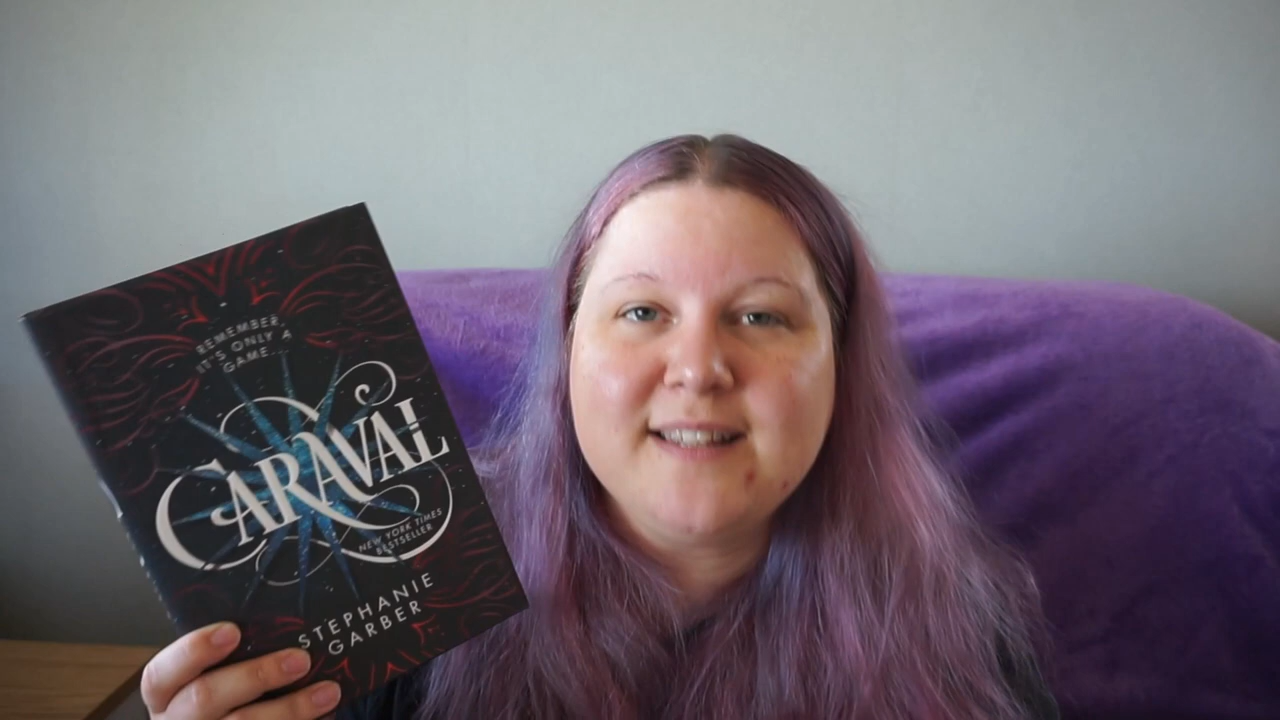 REMEMBER,
IT'S ONLY A
GAME...
CARAVAL
NEW YORK TIMES
BESTSELLER
STEPHANIE
GARBER